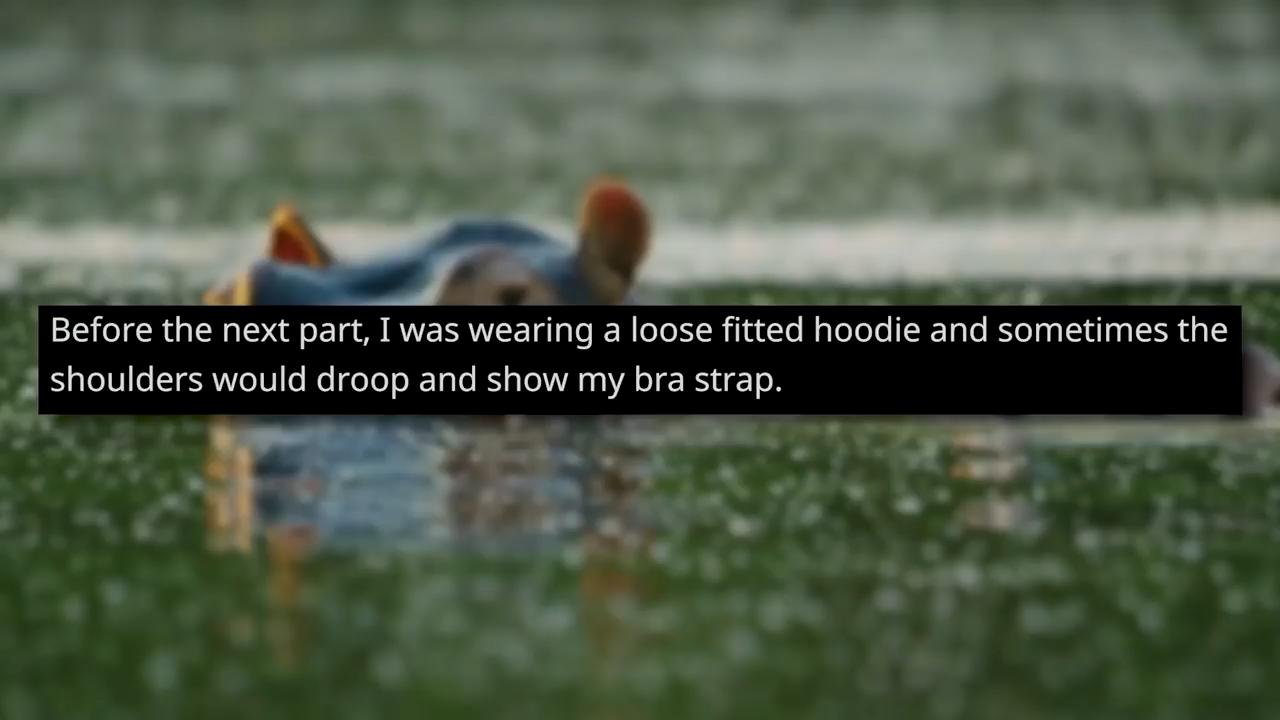 Before the next part, I was wearing a loose fitted hoodie and sometimes the
shoulders would droop and show my bra strap.